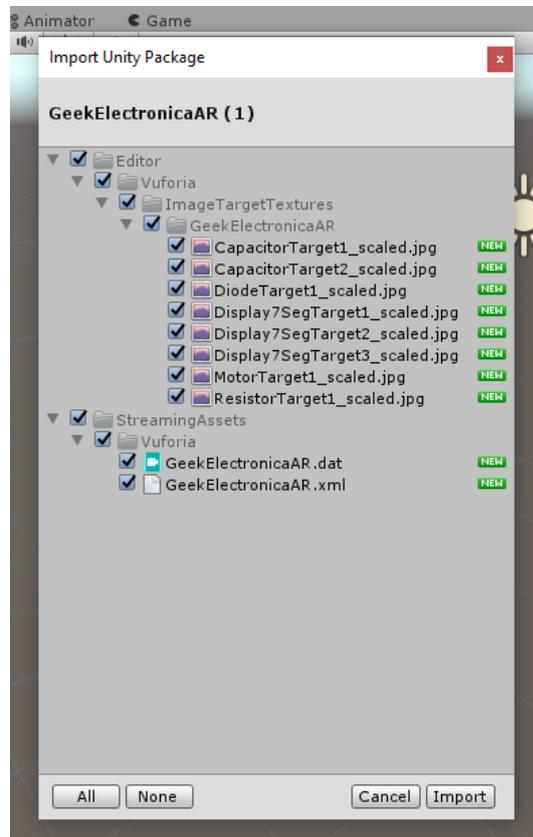 Animator Game
Import Unity Package
x
GeekElectronicaAR (1)
Editor
Vuforia
ImageTargetTextures
GeekElectronicaAR
CapacitorTarget1_scaled.jpg NEW
CapacitorTarget2_scaled.jpg NEW
DiodeTarget1_scaled.jpg NEW
Display7SegTarget1_scaled.jpg NEW
Display7SegTarget2_scaled.jpg NEW
Display7SegTarget3_scaled.jpg NEW
MotorTarget1_scaled.jpg NEW
ResistorTarget1_scaled.jpg NEW
StreamingAssets
Vuforia
GeekElectronicaAR.dat NEW
GeekElectronicaAR.xml NEW
All None Cancel Import